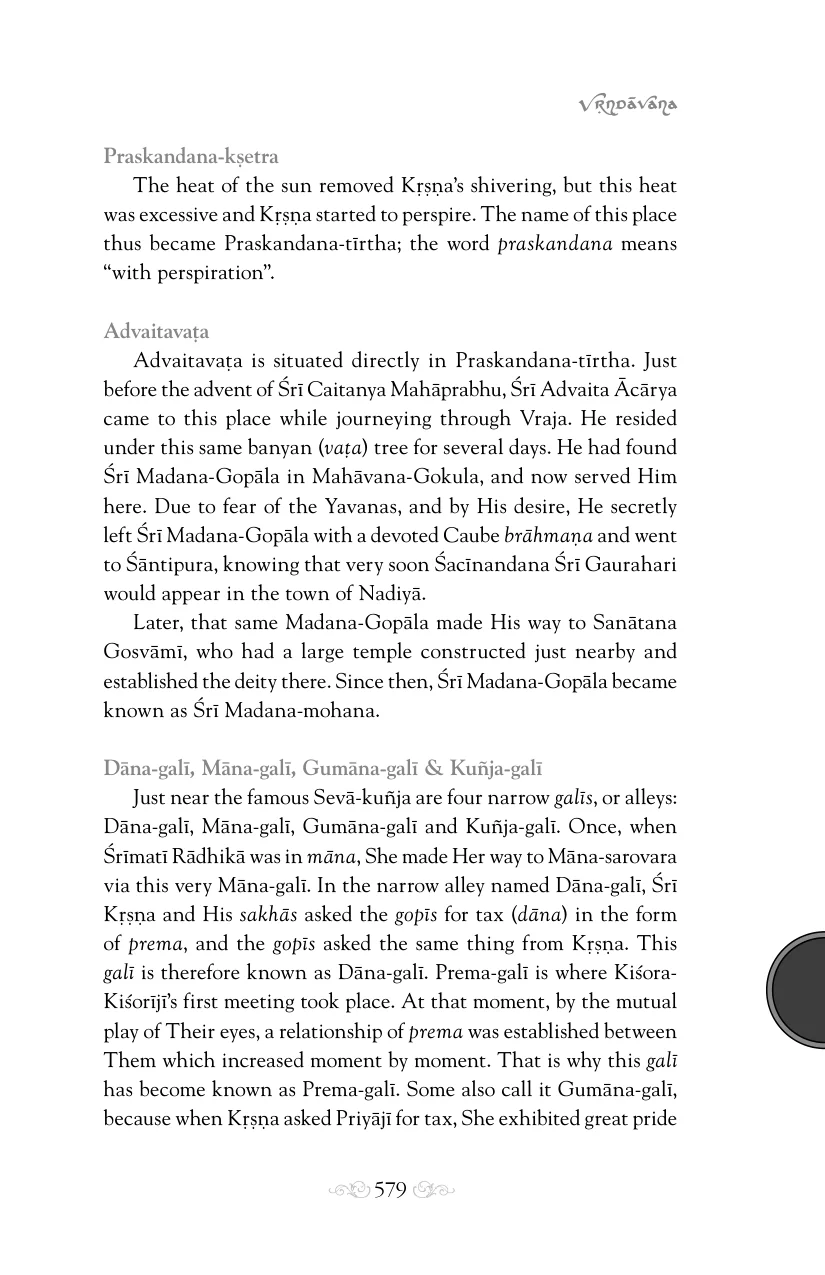 Vṛndāvana
Praskandana-kṣetra
The heat of the sun removed Kṛṣṇa’s shivering, but this heat
was excessive and Kṛṣṇa started to perspire. The name of this place
thus became Praskandana-tīrtha; the word praskandana means
“with perspiration”.
Advaitavaṭa
Advaitavaṭa is situated directly in Praskandana-tīrtha. Just
before the advent of Śrī Caitanya Mahāprabhu, Śrī Advaita Ācārya
came to this place while journeying through Vraja. He resided
under this same banyan (vaṭa) tree for several days. He had found
Śrī Madana-Gopāla in Mahāvana-Gokula, and now served Him
here. Due to fear of the Yavanas, and by His desire, He secretly
left Śrī Madana-Gopāla with a devoted Caube brāhmaṇa and went
to Śāntipura, knowing that very soon Śacīnandana Śrī Gaurahari
would appear in the town of Nadiyā.
Later, that same Madana-Gopāla made His way to Sanātana
Gosvāmī, who had a large temple constructed just nearby and
established the deity there. Since then, Śrī Madana-Gopāla became
known as Śrī Madana-mohana.
Dāna-galī, Māna-galī, Gumāna-galī & Kuñja-galī
Just near the famous Sevā-kuñja are four narrow galīs, or alleys:
Dāna-galī, Māna-galī, Gumāna-galī and Kuñja-galī. Once, when
Śrīmatī Rādhikā was in māna, She made Her way to Māna-sarovara
via this very Māna-galī. In the narrow alley named Dāna-galī, Śrī
Kṛṣṇa and His sakhās asked the gopīs for tax (dāna) in the form
of prema, and the gopīs asked the same thing from Kṛṣṇa. This
galī is therefore known as Dāna-galī. Prema-galī is where Kiśora-
Kiśorījī’s first meeting took place. At that moment, by the mutual
play of Their eyes, a relationship of prema was established between
Them which increased moment by moment. That is why this galī
has become known as Prema-galī. Some also call it Gumāna-galī,
because when Kṛṣṇa asked Priyājī for tax, She exhibited great pride
579